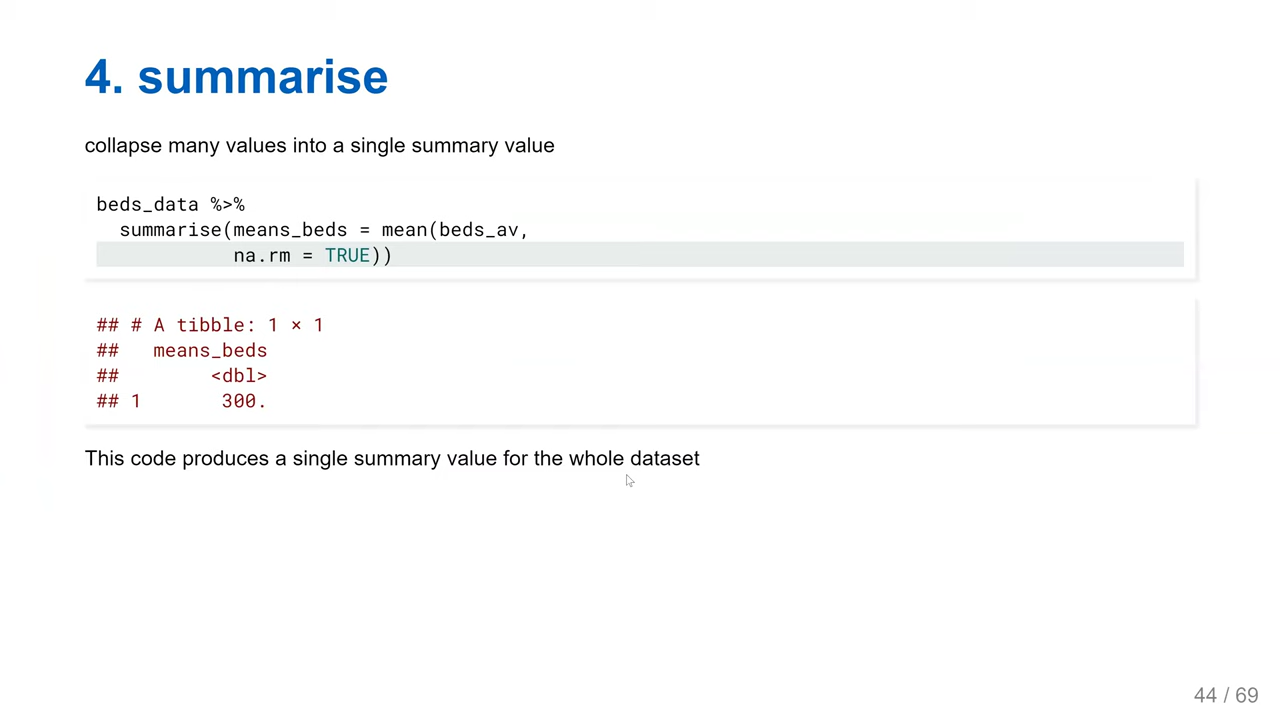 4. summarise
collapse many values into a single summary value
beds_data %>%
  summarise(means_beds = mean(beds_av,
            na.rm = TRUE))
## # A tibble: 1 × 1
##   means_beds
##        <dbl>
## 1       300.
This code produces a single summary value for the whole dataset
44 / 69